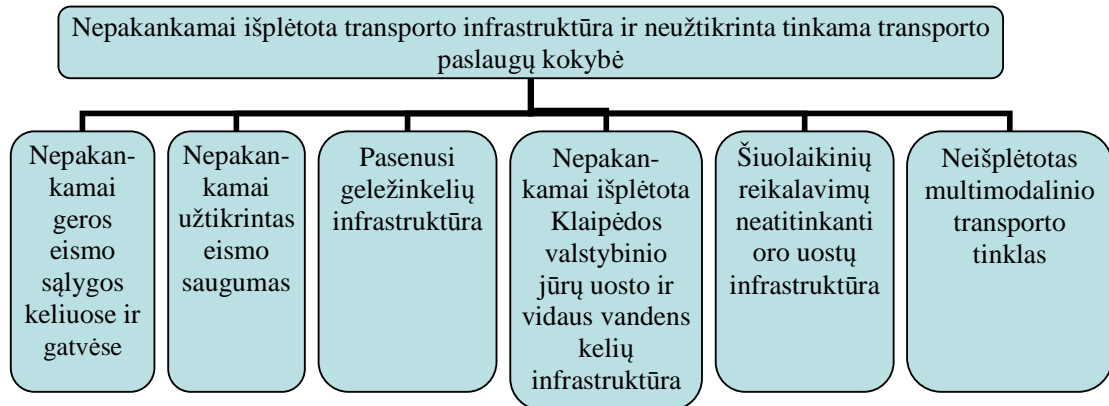 Nepakankamai išplėtota transporto infrastruktūra ir neužtikrinta tinkama transporto
paslaugų kokybė
Nepakan-
kamai
geros
eismo
sąlygos
keliuose ir
gatvėse
Nepakan-
kamai
užtikrintas
eismo
saugumas
Pasenusi
geležinkelių
infrastruktūra
Nepakan-
kamai išplėtota
Klaipėdos
valstybinio
jūrų uosto ir
vidaus vandens
kelių
infrastruktūra
Šiuolaikinių
reikalavimų
neatitinkanti
oro uostų
infrastruktūra
Neišplėtotas
multimodalinio
transporto
tinklas